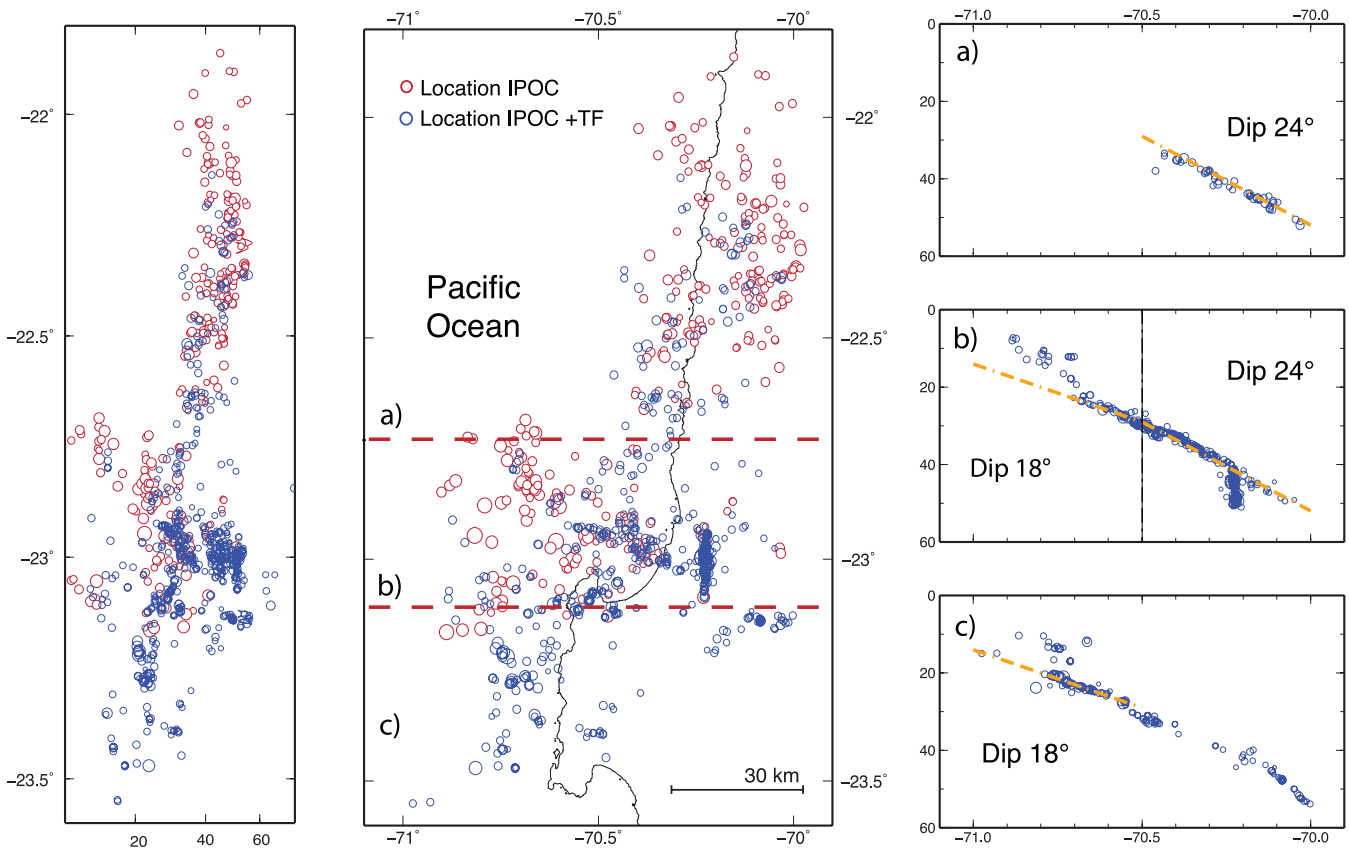 −22°
−22.5°
−23°
−23.5°
20 40 60
−71° −70.5° −70°
Location IPOC
Location IPOC +TF
Pacific
Ocean
a)
b)
c)
30 km
−22°
−22.5°
−23°
−23.5°
−71° −70.5° −70°
−71.0 −70.5 −70.0
a)
Dip 24°
0
20
40
60
b)
Dip 24°
Dip 18°
0
20
40
60
c)
Dip 18°
0
20
40
60
−71.0 −70.5 −70.0